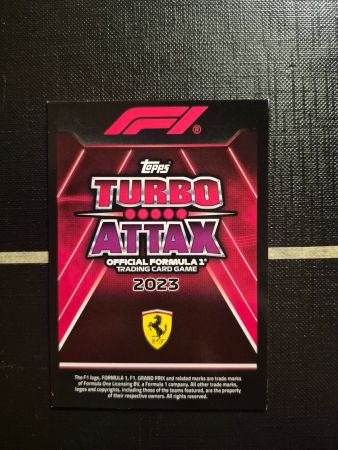 F1®
Topps
TURBO
ATTAX
OFFICIAL FORMULA 1®
TRADING CARD GAME
2023
SF
The F1 logo, FORMULA 1, F1, GRAND PRIX and related marks are trade marks
of Formula One Licensing BV, a Formula 1 company. All other trade marks,
logos and copyrights, including those of the teams featured, are the property
of their respective owners. All rights reserved.